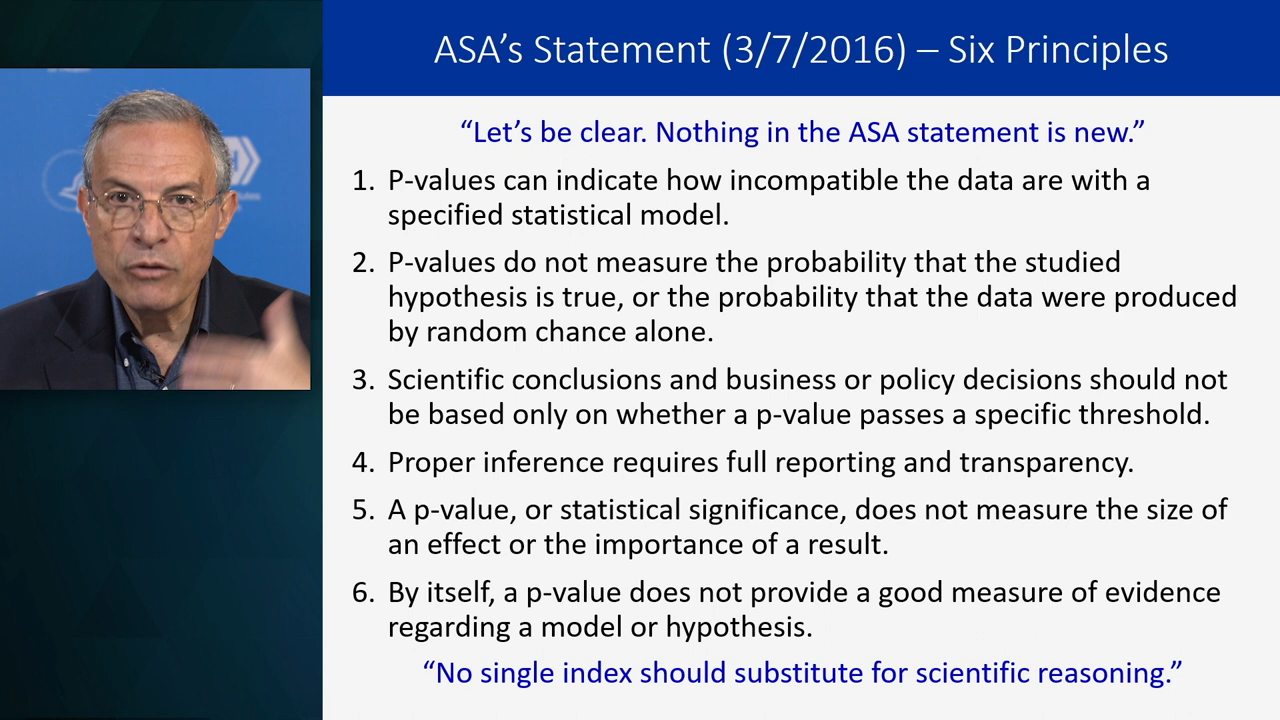 ASA’s Statement (3/7/2016) – Six Principles
“Let’s be clear. Nothing in the ASA statement is new.”
1. P-values can indicate how incompatible the data are with a
specified statistical model.
2. P-values do not measure the probability that the studied
hypothesis is true, or the probability that the data were produced
by random chance alone.
3. Scientific conclusions and business or policy decisions should not
be based only on whether a p-value passes a specific threshold.
4. Proper inference requires full reporting and transparency.
5. A p-value, or statistical significance, does not measure the size of
an effect or the importance of a result.
6. By itself, a p-value does not provide a good measure of evidence
regarding a model or hypothesis.
“No single index should substitute for scientific reasoning.”